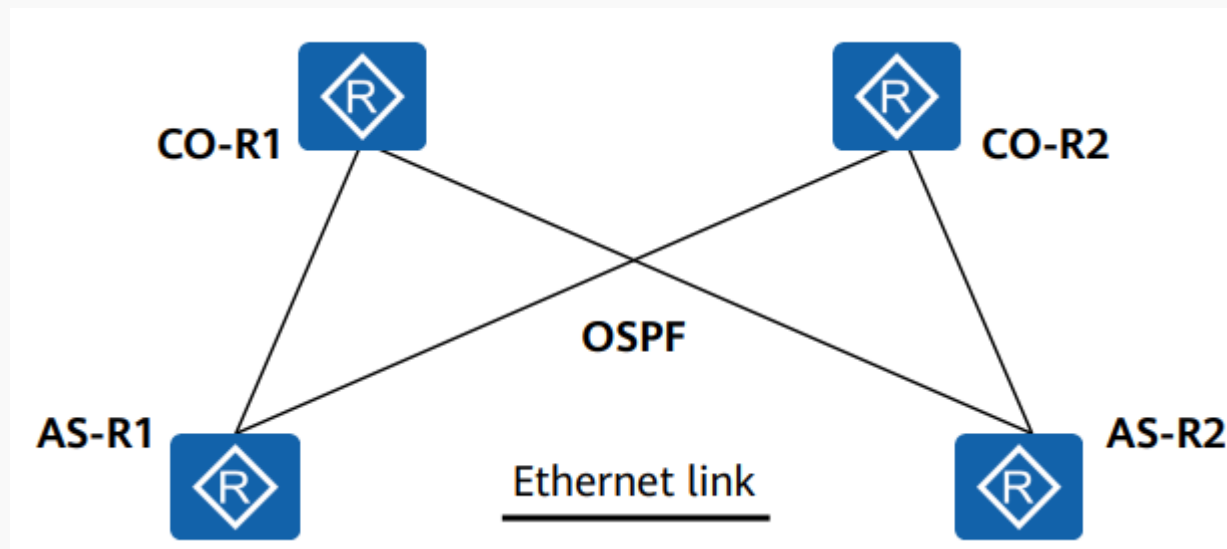 R
R
CO-R1
CO-R2
OSPF
AS-R1
AS-R2
R
Ethernet link
R